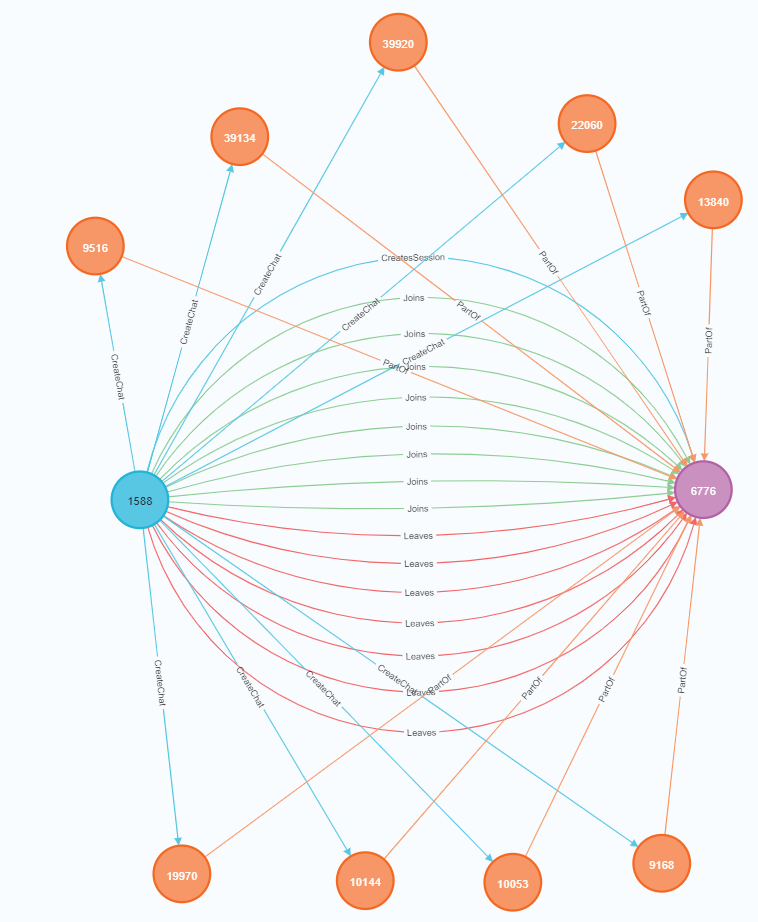 39920
22060
39134
13840
9516
CreatesSession
CreateChat
PartOf
Joins
PartOf
CreateChat
PartOf
CreateChat
CreateChat
Joins
PartOf
CreateChat
PartOf
Joins
CreateChat
Joins
Joins
Joins
Joins
6776
1588
Joins
Leaves
Leaves
Leaves
Leaves
Leaves
CreateChat
CreateChat
CreateChat
CreateChat
PartOf
PartOf
PartOf
PartOf
Leaves
Leaves
9168
19970
10144
10053